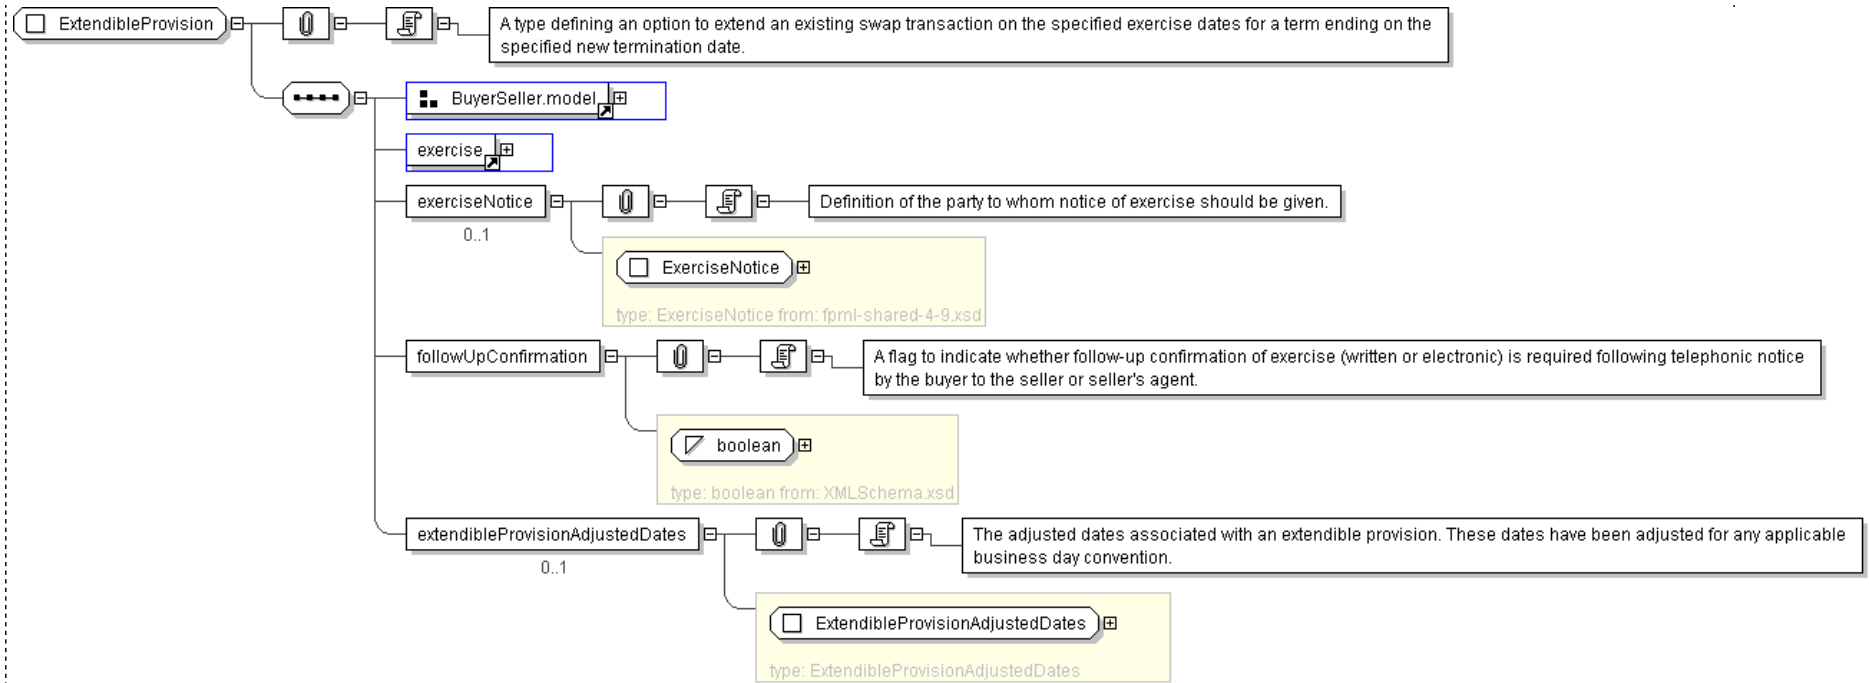 ExtendibleProvision
A type defining an option to extend an existing swap transaction on the specified exercise dates for a term ending on the
specified new termination date.
BuyerSeller.model
exercise
exerciseNotice
Definition of the party to whom notice of exercise should be given.
0..1
ExerciseNotice
type: ExerciseNotice from: fpml-shared-4-9.xsd
followUpConfirmation
A flag to indicate whether follow-up confirmation of exercise (written or electronic) is required following telephonic notice
by the buyer to the seller or seller's agent.
boolean
type: boolean from: XMLSchema.xsd
extendibleProvisionAdjustedDates
The adjusted dates associated with an extendible provision. These dates have been adjusted for any applicable
business day convention.
0..1
ExtendibleProvisionAdjustedDates
type: ExtendibleProvisionAdjustedDates